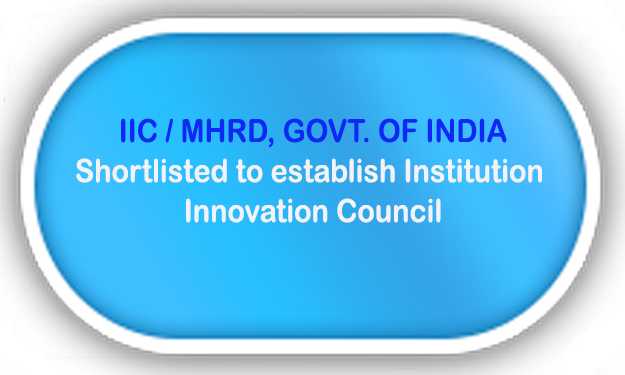 IIC / MHRD, GOVT. OF INDIA
Shortlisted to establish Institution
Innovation Council